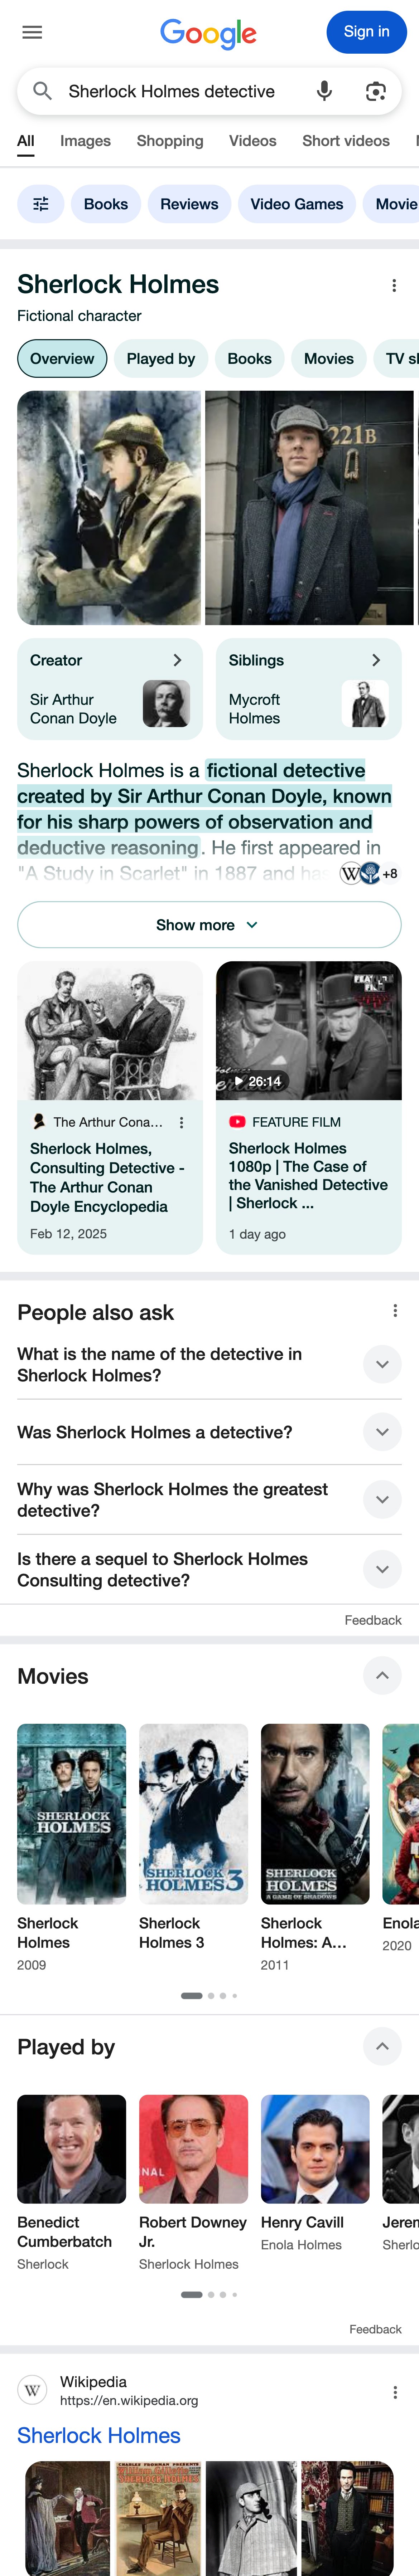 Google
Sign in
Sherlock Holmes detective
All Images Shopping Videos Short videos
Books Reviews Video Games Movie
Sherlock Holmes
Fictional character
Overview Played by Books Movies TV
221B
Creator
Sir Arthur
Conan Doyle
Siblings
Mycroft
Holmes
Sherlock Holmes is a fictional detective
created by Sir Arthur Conan Doyle, known
for his sharp powers of observation and
deductive reasoning. He first appeared in
"A Study in Scarlet" in 1887 and has
W
+8
Show more
26:14
The Arthur Cona...
Sherlock Holmes,
Consulting Detective -
The Arthur Conan
Doyle Encyclopedia
Feb 12, 2025
FEATURE FILM
Sherlock Holmes
1080p | The Case of
the Vanished Detective
| Sherlock ...
1 day ago
People also ask
What is the name of the detective in
Sherlock Holmes?
Was Sherlock Holmes a detective?
Why was Sherlock Holmes the greatest
detective?
Is there a sequel to Sherlock Holmes
Consulting detective?
Feedback
Movies
SHERLOCK
HOLMES
SHERLOCK
HOLMES 3
SHERLOCK
HOLMES
A GAME OF SHADOWS
Sherlock
Holmes
2009
Sherlock
Holmes 3
Sherlock
Holmes: A...
2011
Enola
2020
Played by
Benedict
Cumberbatch
Sherlock
Robert Downey
Jr.
Sherlock Holmes
Henry Cavill
Enola Holmes
Jerem
Sherlo
Feedback
W
Wikipedia
https://en.wikipedia.org
Sherlock Holmes
CHARLES FROHMAN PRESENTS